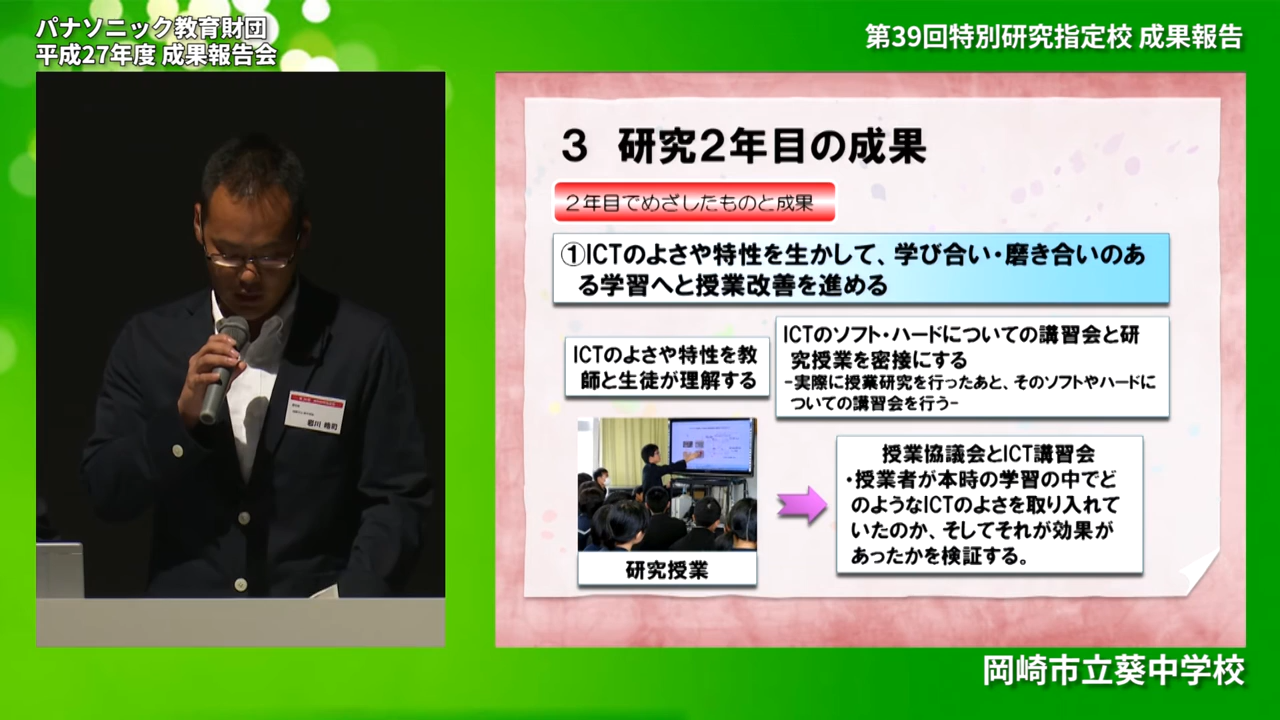 パナソニック教育財団
平成27年度 成果報告会
第39回特別研究指定校 成果報告
3 研究2年目の成果
2年目でめざしたものと成果
①ICTのよさや特性を生かして、学び合い・磨き合いのあ
る学習へと授業改善を進める
ICTのよさや特性を教
師と生徒が理解する
ICTのソフト・ハードについての講習会と研
究授業を密接にする
-実際に授業研究を行ったあと、そのソフトやハードに
ついての講習会を行う-
研究授業
授業協議会とICT講習会
・授業者が本時の学習の中でど
のようなICTのよさを取り入れて
いたのか、そしてそれが効果が
あったかを検証する。
岡崎市立葵中学校